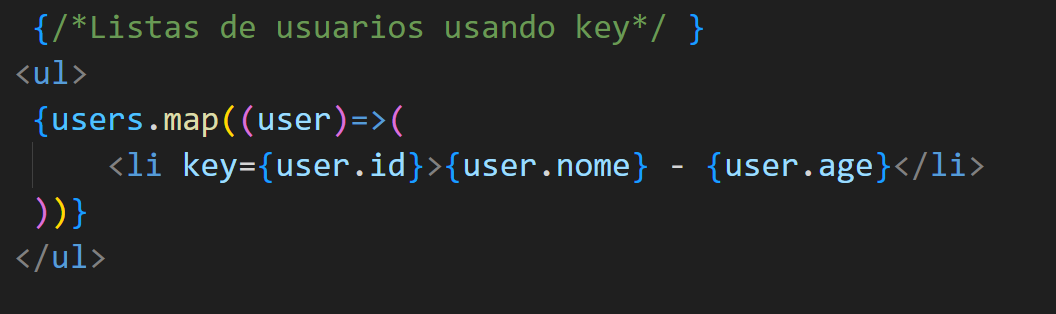 {/*Listas de usuarios usando key*/ }
<ul>
{users.map((user)=>(
<li key={user.id}>{user.nome} - {user.age}</li>
))}
</ul>